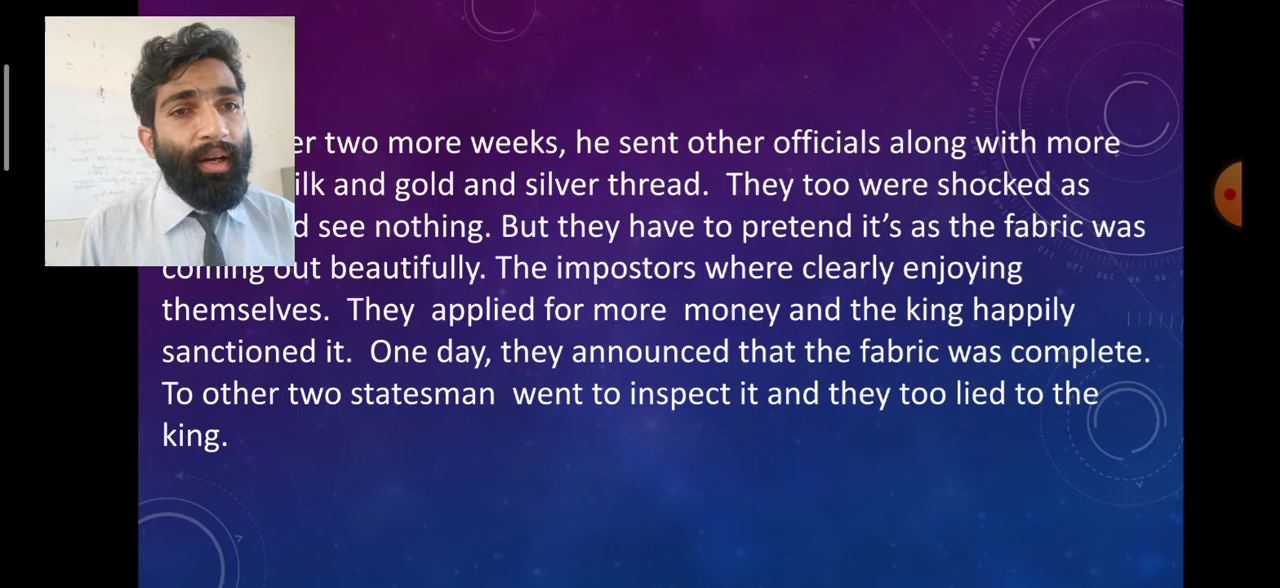 two more weeks, he sent other officials along with more
and gold and silver thread.  They too were shocked as
see nothing. But they have to pretend it’s as the fabric was
coming out beautifully. The impostors where clearly enjoying
themselves.  They  applied for more  money and the king happily
sanctioned it.  One day, they announced that the fabric was complete.
To other two statesman  went to inspect it and they too lied to the
king.